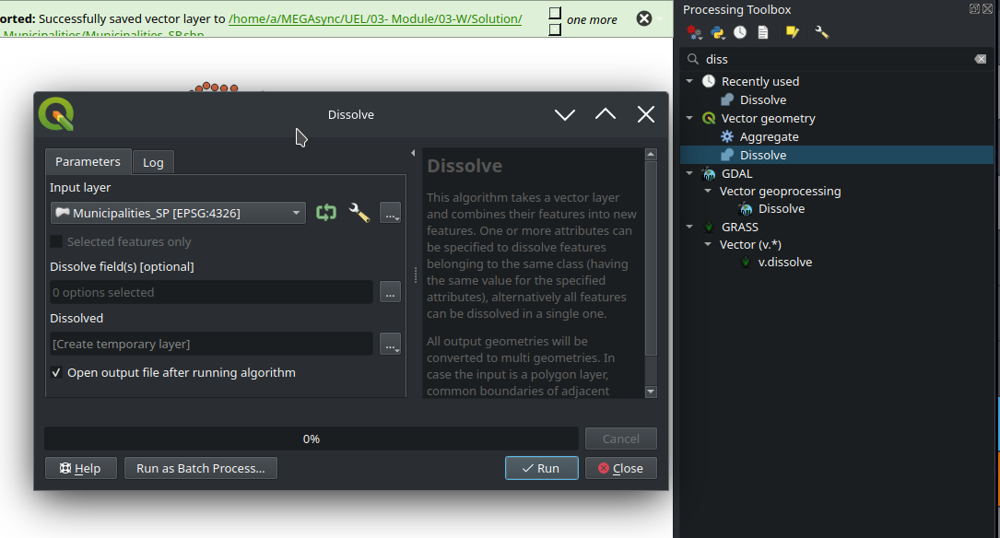 orted: Successfully saved vector layer to /home/a/MEGAsync/UEL/03- Module/03-W/Solution/
Municipalities/Municipalities_SP.shp
one more
Dissolve
Parameters
Log
Input layer
Municipalities_SP [EPSG:4326]
...
Selected features only
Dissolve field(s) [optional]
0 options selected
...
Dissolved
[Create temporary layer]
...
✓ Open output file after running algorithm
Dissolve
This algorithm takes a vector layer
and combines their features into new
features. One or more attributes can
be specified to dissolve features
belonging to the same class (having
the same value for the specified
attributes), alternatively all features
can be dissolved in a single one.
All output geometries will be
converted to multi geometries. In
case the input is a polygon layer,
common boundaries of adjacent
0%
Cancel
Help
Run as Batch Process...
Run
Close
Processing Toolbox
diss
Recently used
Dissolve
Vector geometry
Aggregate
Dissolve
GDAL
Vector geoprocessing
Dissolve
GRASS
Vector (v.*)
v.dissolve